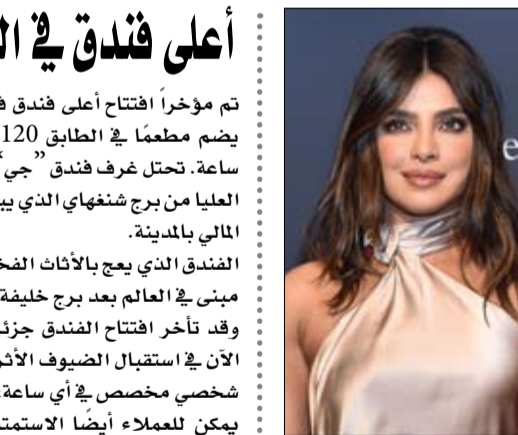 أعلى فندق في
تم مؤخراً افتتاح أعلى فندق
يضم مطعمًا في الطابق 120
ساعة. تحتل غرف فندق ”جي
العليا من برج شنغهاي الذي
المالي بالمدينة.
الفندق الذي يعج بالأثاث
مبنى في العالم بعد برج خليفة
وقد تأخر افتتاح الفندق
الآن في استقبال الضيوف
شخصي مخصص في أي ساعة
يمكن للعملاء أيضًا
e